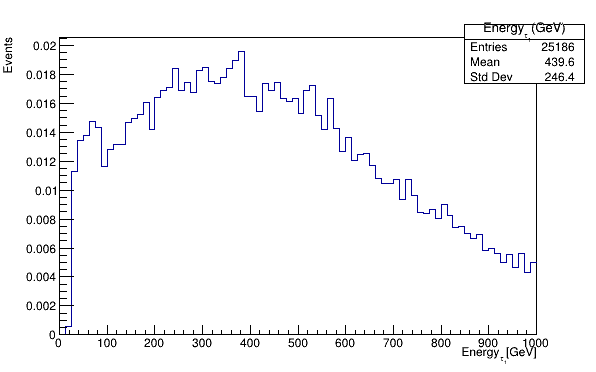 Energy_τ₁(GeV)
Entries 25186
Mean 439.6
Std Dev 246.4
Events
0.02
0.018
0.016
0.014
0.012
0.01
0.008
0.006
0.004
0.002
0
0 100 200 300 400 500 600 700 800 900 1000
Energy_τ₁[GeV]